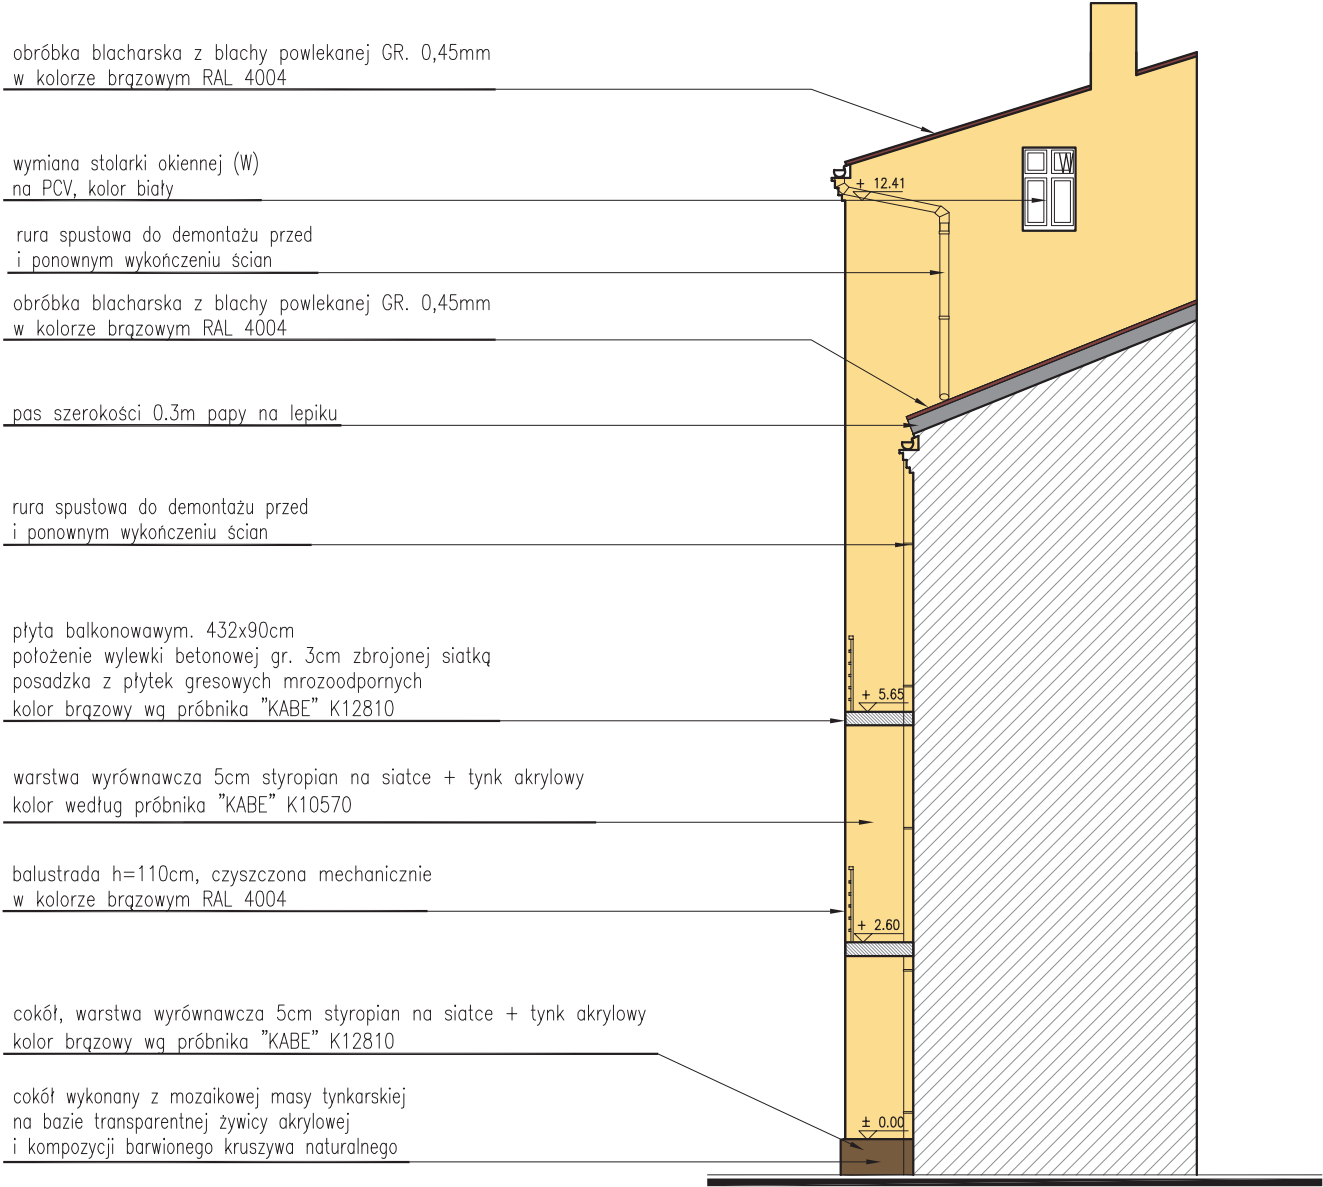 obróbka blacharska z blachy powlekanej GR. 0,45mm
w kolorze brązowym RAL 4004
wymiana stolarki okiennej (W)
na PCV, kolor biały
rura spustowa do demontażu przed
i ponownym wykończeniu ścian
obróbka blacharska z blachy powlekanej GR. 0,45mm
w kolorze brązowym RAL 4004
pas szerokości 0.3m papy na lepiku
rura spustowa do demontażu przed
i ponownym wykończeniu ścian
płyta balkonowawym. 432x90cm
położenie wylewki betonowej gr. 3cm zbrojonej siatką
posadzka z płytek gresowych mrozoodpornych
kolor brązowy wg próbnika "KABE" K12810
warstwa wyrównawcza 5cm styropian na siatce + tynk akrylowy
kolor według próbnika "KABE" K10570
balustrada h=110cm, czyszczona mechanicznie
w kolorze brązowym RAL 4004
cokół, warstwa wyrównawcza 5cm styropian na siatce + tynk akrylowy
kolor brązowy wg próbnika "KABE" K12810
cokół wykonany z mozaikowej masy tynkarskiej
na bazie transparentnej żywicy akrylowej
i kompozycji barwionego kruszywa naturalnego
W
+ 12.41
+ 5.65
+ 2.60
± 0.00